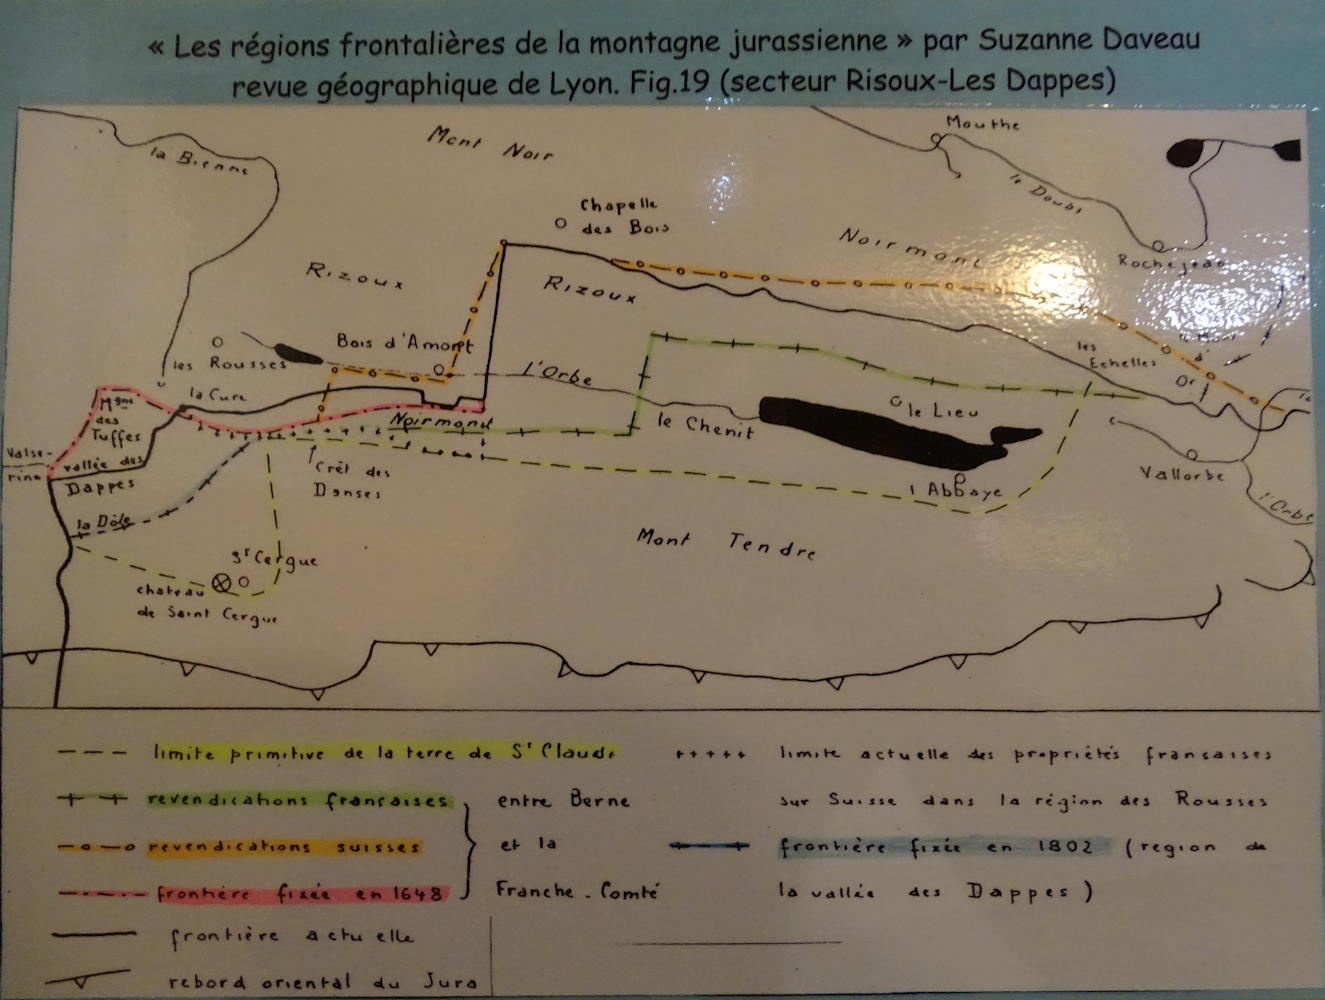 « Les régions frontalières de la montagne jurassienne » par Suzanne Daveau
revue géographique de Lyon. Fig.19 (secteur Risoux-Les Dappes)
Mouthe
Mont Noir
la Bienne
le Doubs
Chapelle
des Bois
Noirmont
Rochejean
Rizoux
Rizoux
Bois d'Amont
les Rousses
les
Echelles
d'
l'Orbe
la Cure
Mgne
des
Tuffes
le Lieu
Noirmont
le Chenit
Valse-
rine
vallée des
Dappes
Crêt des
Danses
Vallorbe
l'Abbaye
l'Orbe
la Dôle
Mont Tendre
St Cergue
chateau
de Saint Cergue
limite primitive de la terre de St Claude
revendications françaises
revendications suisses
frontière fixée en 1648
entre Berne
et la
Franche-Comté
frontière actuelle
rebord oriental du Jura
limite actuelle des propriétés françaises
sur Suisse dans la région des Rousses
frontière fixée en 1802 (region de
la vallée des Dappes)